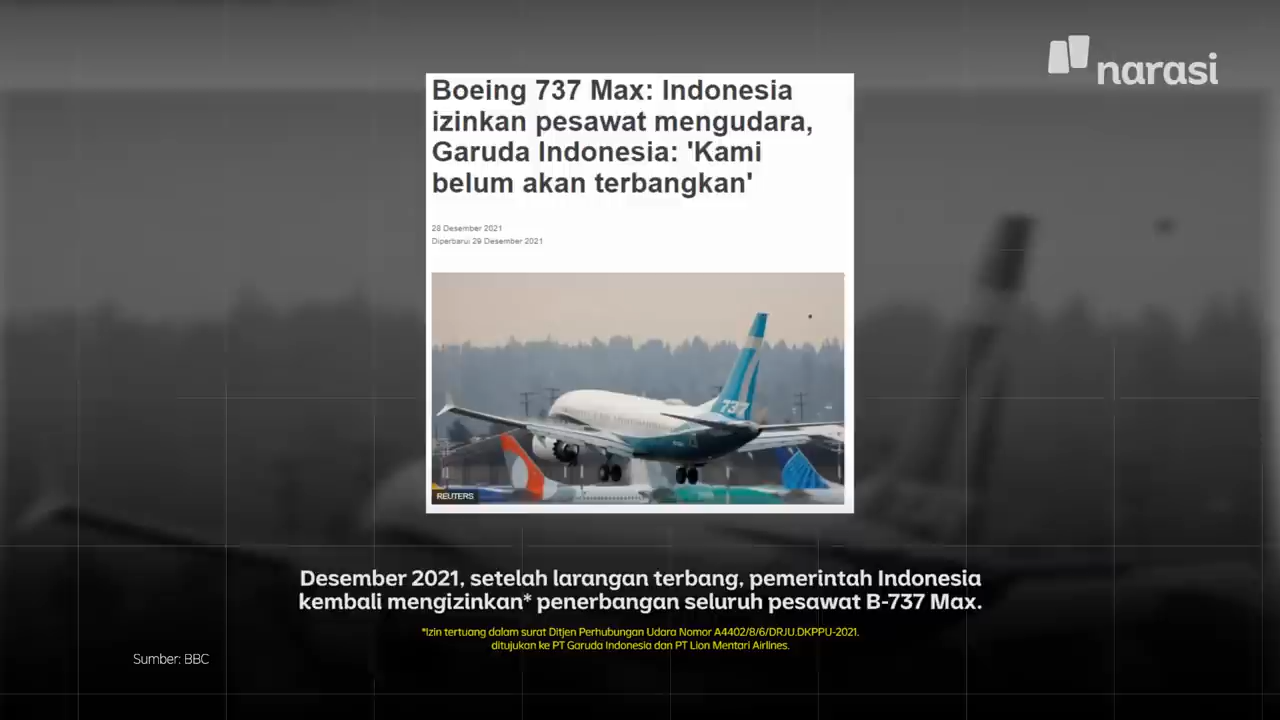 narasi
Boeing 737 Max: Indonesia
izinkan pesawat mengudara,
Garuda Indonesia: 'Kami
belum akan terbangkan'
28 Desember 2021
Diperbarui 29 Desember 2021
737
REUTERS
Desember 2021, setelah larangan terbang, pemerintah Indonesia
kembali mengizinkan* penerbangan seluruh pesawat B-737 Max.
*Izin tertuang dalam surat Ditjen Perhubungan Udara Nomor A4402/8/6/DRJU.DKPPU-2021.
ditujukan ke PT Garuda Indonesia dan PT Lion Mentari Airlines.
Sumber: BBC